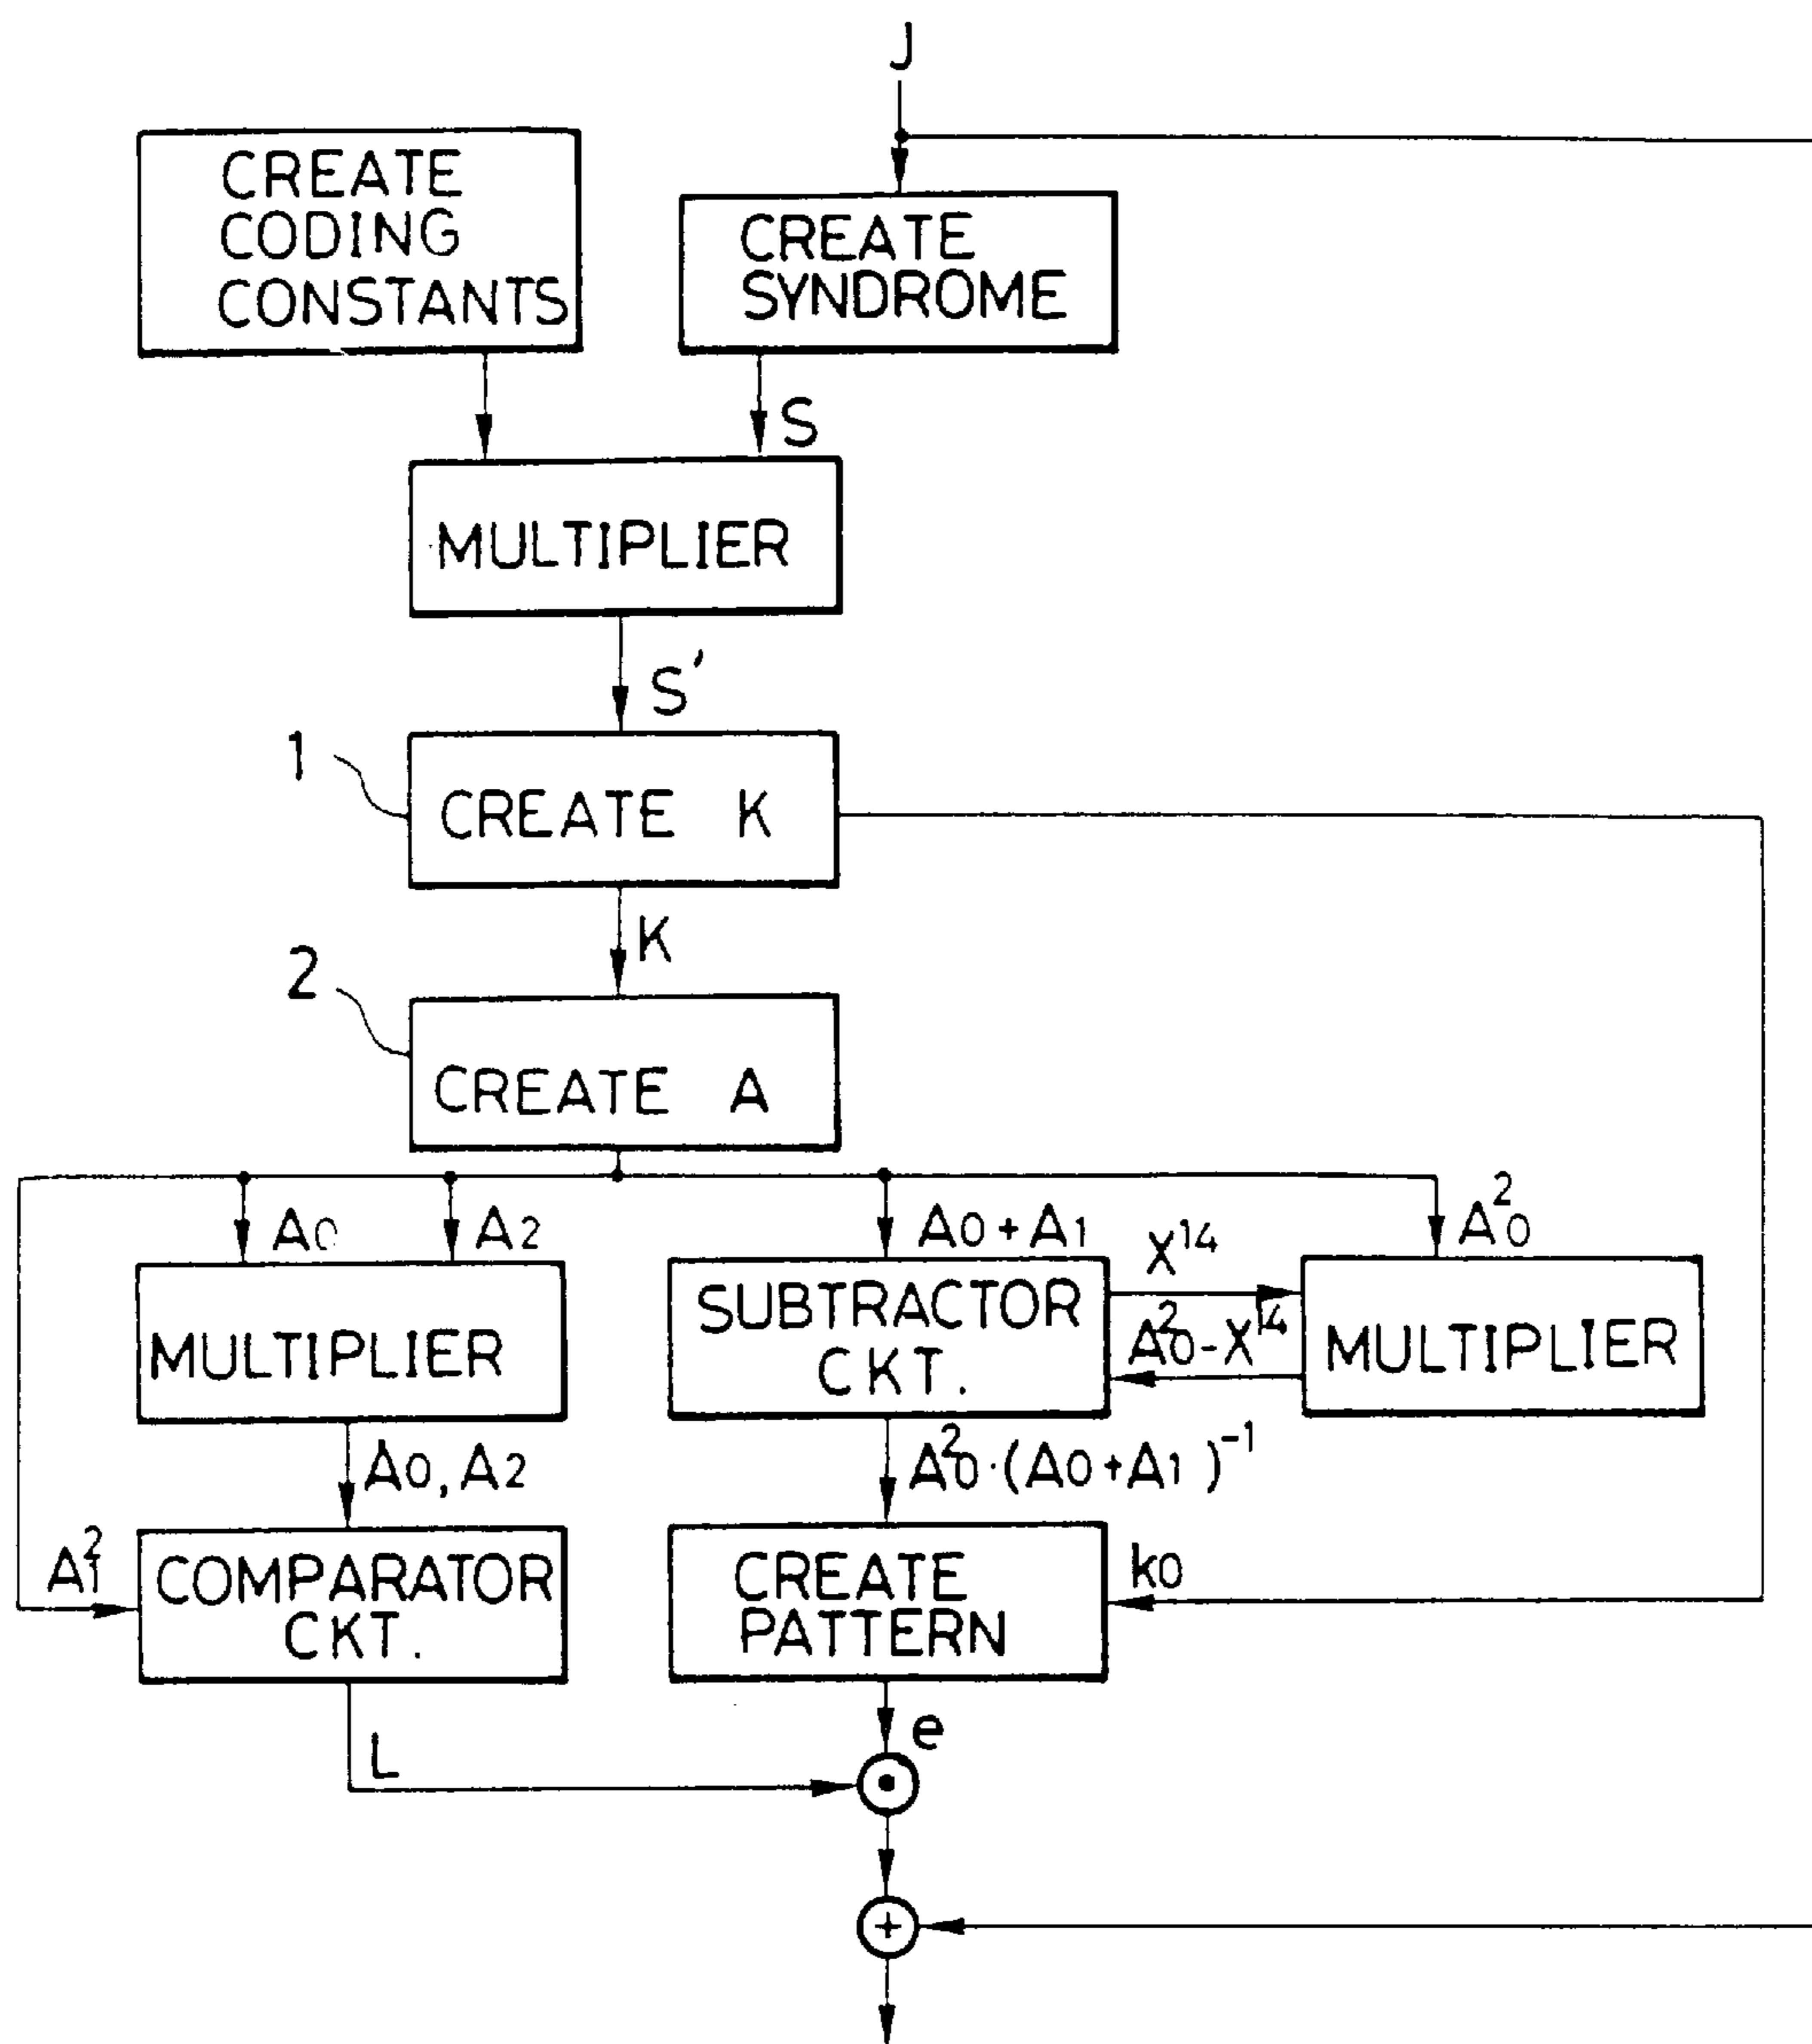 J
CREATE
CODING
CONSTANTS
CREATE
SYNDROME
S
MULTIPLIER
S'
1
CREATE K
K
2
CREATE A
A0
A2
A0+A1
A0²
X¹⁴
SUBTRACTOR
CKT.
A0²-X¹⁴
MULTIPLIER
MULTIPLIER
A0, A2
A0²·(A0+A1)⁻¹
A1²
COMPARATOR
CKT.
CREATE
PATTERN
k0
L
e
+